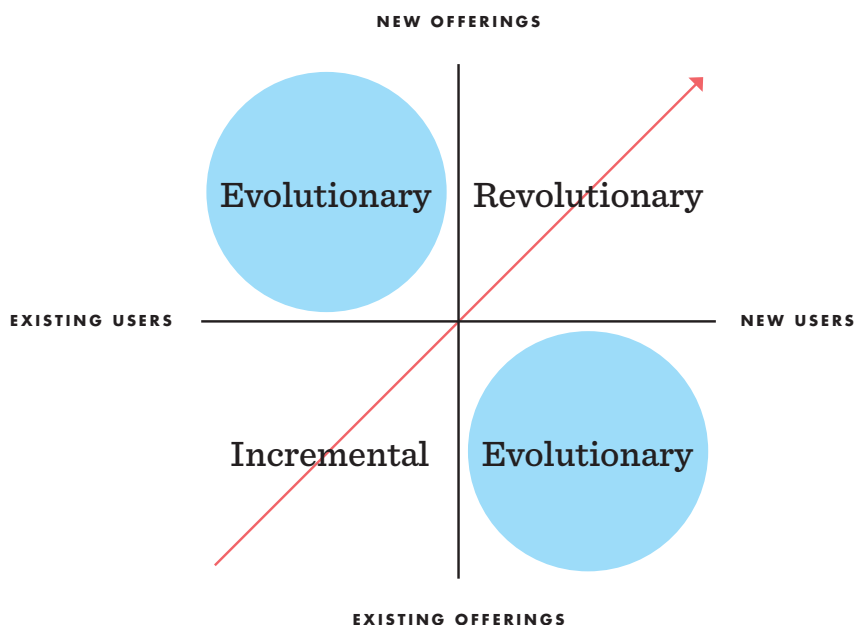 NEW OFFERINGS
Evolutionary
Revolutionary
EXISTING USERS
NEW USERS
Incremental
Evolutionary
EXISTING OFFERINGS